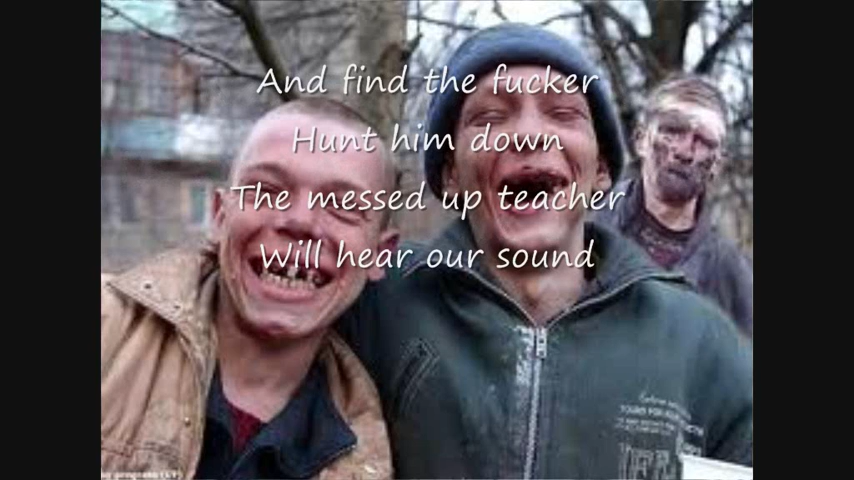 And find the fucker
Hunt him down
The messed up teacher
Will hear our sound